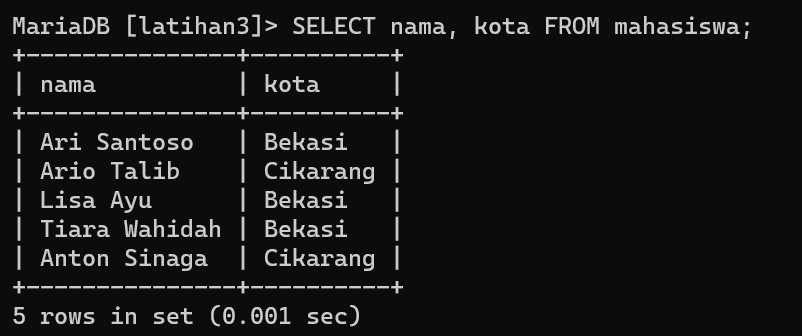 MariaDB [latihan3]> SELECT nama, kota FROM mahasiswa;
+---------------+----------+
| nama          | kota     |
+---------------+----------+
| Ari Santoso   | Bekasi   |
| Ario Talib    | Cikarang |
| Lisa Ayu      | Bekasi   |
| Tiara Wahidah | Bekasi   |
| Anton Sinaga  | Cikarang |
+---------------+----------+
5 rows in set (0.001 sec)